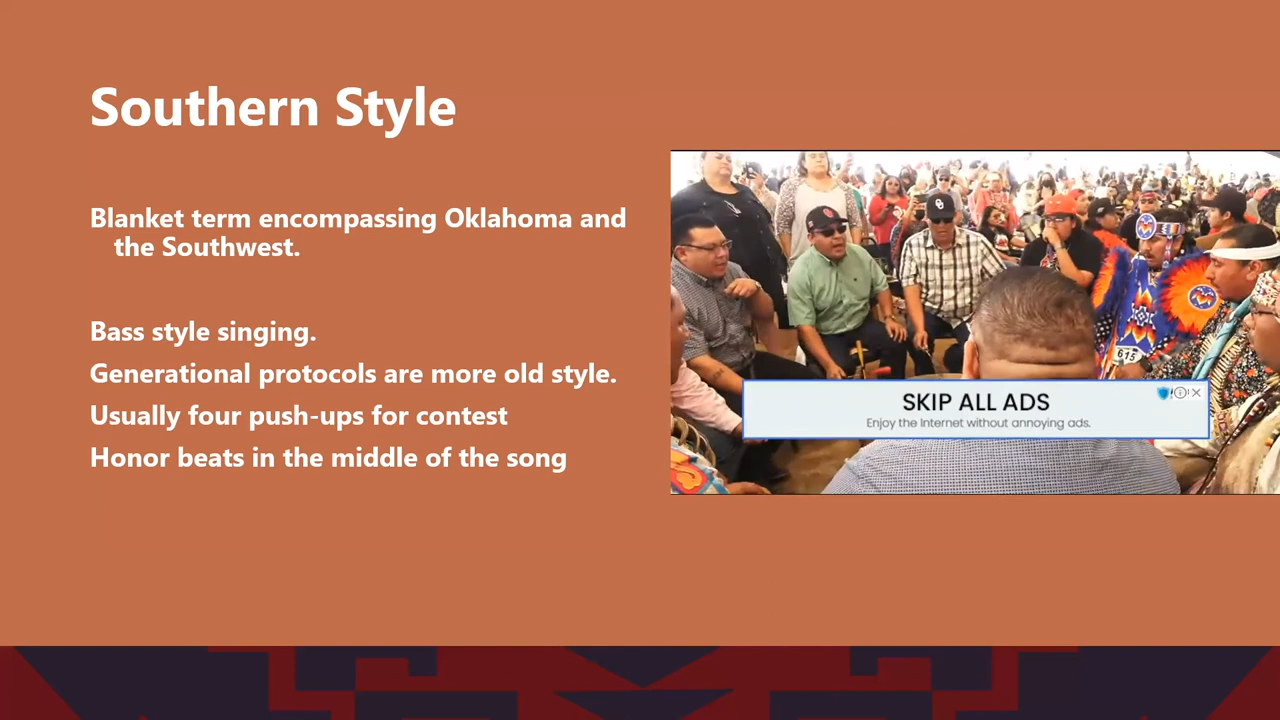 Southern Style
Blanket term encompassing Oklahoma and
the Southwest.
Bass style singing.
Generational protocols are more old style.
Usually four push-ups for contest
Honor beats in the middle of the song
SKIP ALL ADS
Enjoy the Internet without annoying ads.
615